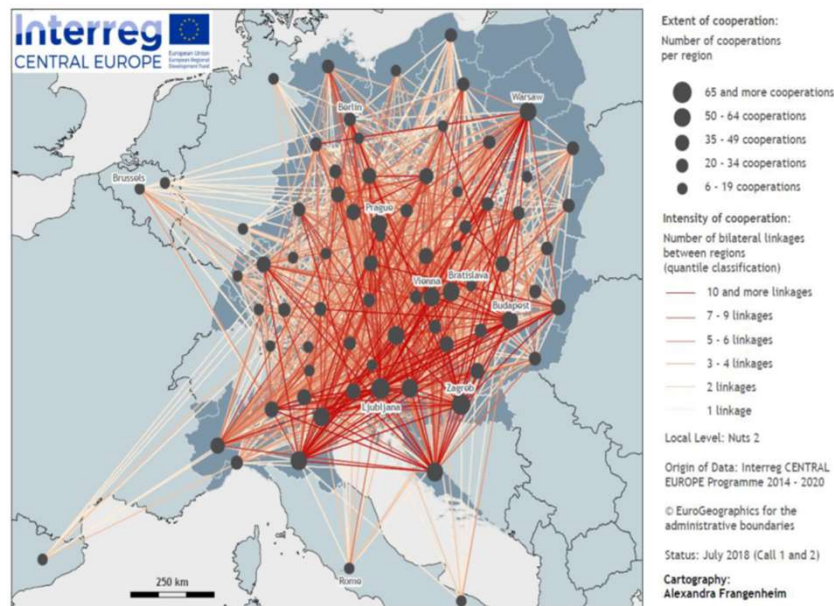 Interreg
CENTRAL EUROPE
European Union
European Regional
Development Fund
Berlin
Warsaw
Brussels
Prague
Vienna
Bratislava
Budapest
Ljubljana
Zagreb
Rome
250 km
Extent of cooperation:
Number of cooperations
per region
65 and more cooperations
50 - 64 cooperations
35 - 49 cooperations
20 - 34 cooperations
6 - 19 cooperations
Intensity of cooperation:
Number of bilateral linkages
between regions
(quantile classification)
10 and more linkages
7 - 9 linkages
5 - 6 linkages
3 - 4 linkages
2 linkages
1 linkage
Local Level: Nuts 2
Origin of Data: Interreg CENTRAL
EUROPE Programme 2014 - 2020
© EuroGeographics for the
administrative boundaries
Status: July 2018 (Call 1 and 2)
Cartography:
Alexandra Frangenheim